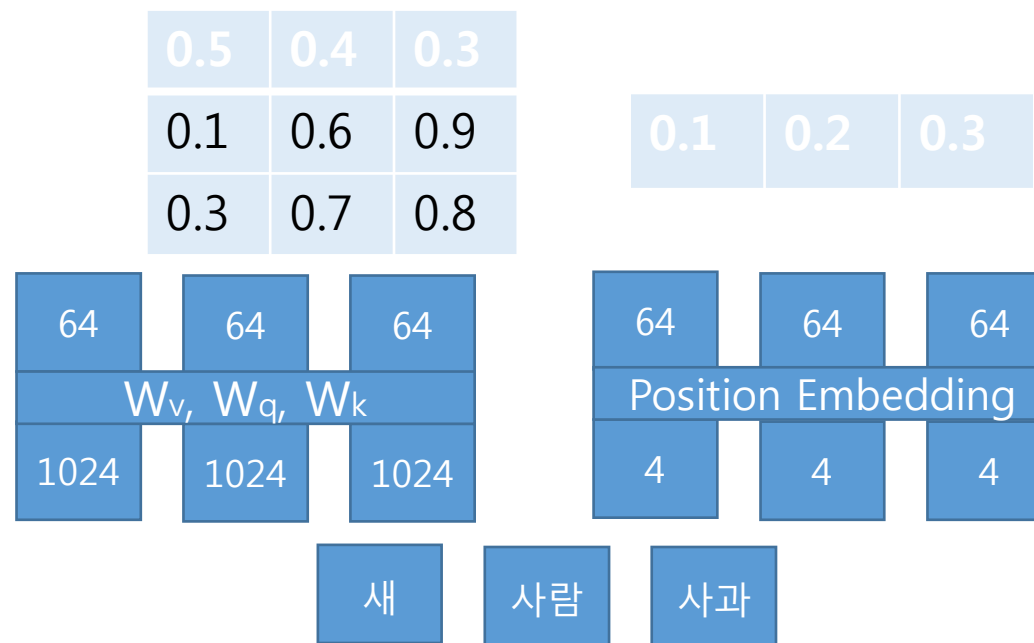 0.5 0.4 0.3
0.1 0.6 0.9
0.3 0.7 0.8
0.1 0.2 0.3
64 64 64
Wv, Wq, Wk
1024 1024 1024
64 64 64
Position Embedding
4 4 4
새 사람 사과